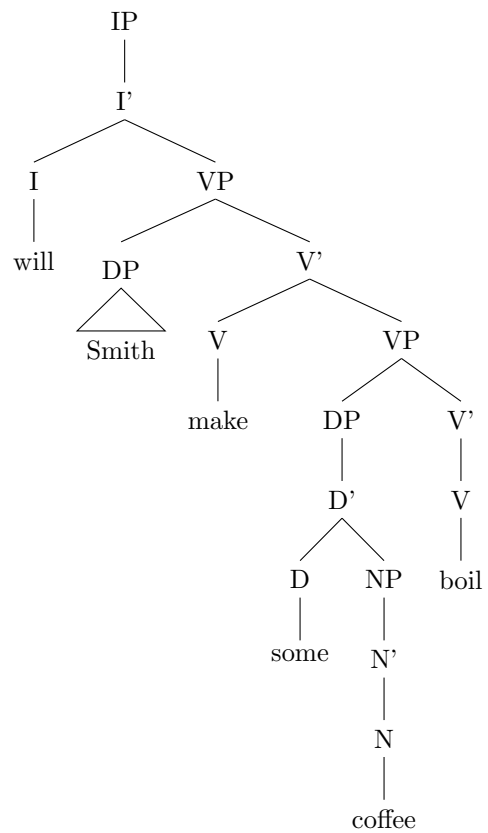 IP
I'
I VP
will
DP V'
Smith
V VP
make
DP V'
D' V
D NP boil
some
N'
N
coffee